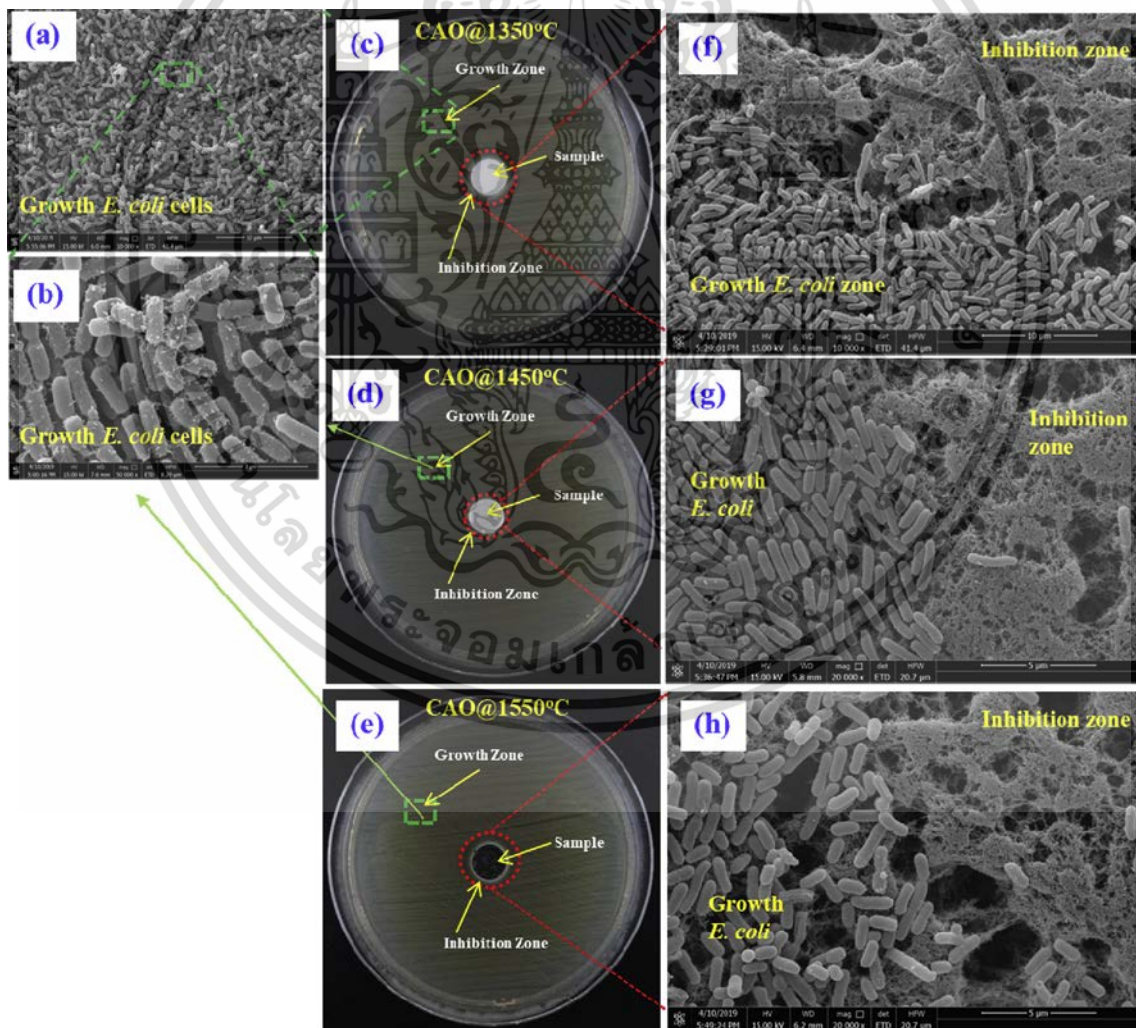 (a)
Growth E. coli cells
(b)
Growth E. coli cells
(c)
CAO@1350°C
Growth Zone
Sample
Inhibition Zone
(d)
CAO@1450°C
Growth Zone
Sample
Inhibition Zone
(e)
CAO@1550°C
Growth Zone
Sample
Inhibition Zone
(f)
Inhibition zone
Growth E. coli zone
4/10/2019 HV mag □ det HFW 10 µm
5:29:01 PM 15.00 kV 6.4 mm 10 000 x ETD 41.4 µm
(g)
Inhibition
zone
Growth
E. coli
4/10/2019 HV mag □ det HFW 5 µm
5:36:47 PM 15.00 kV 5.8 mm 20 000 x ETD 20.7 µm
(h)
Inhibition zone
Growth
E. coli
4/10/2019 HV mag □ det HFW 5 µm
5:49:24 PM 15.00 kV 6.2 mm 20 000 x ETD 20.7 µm